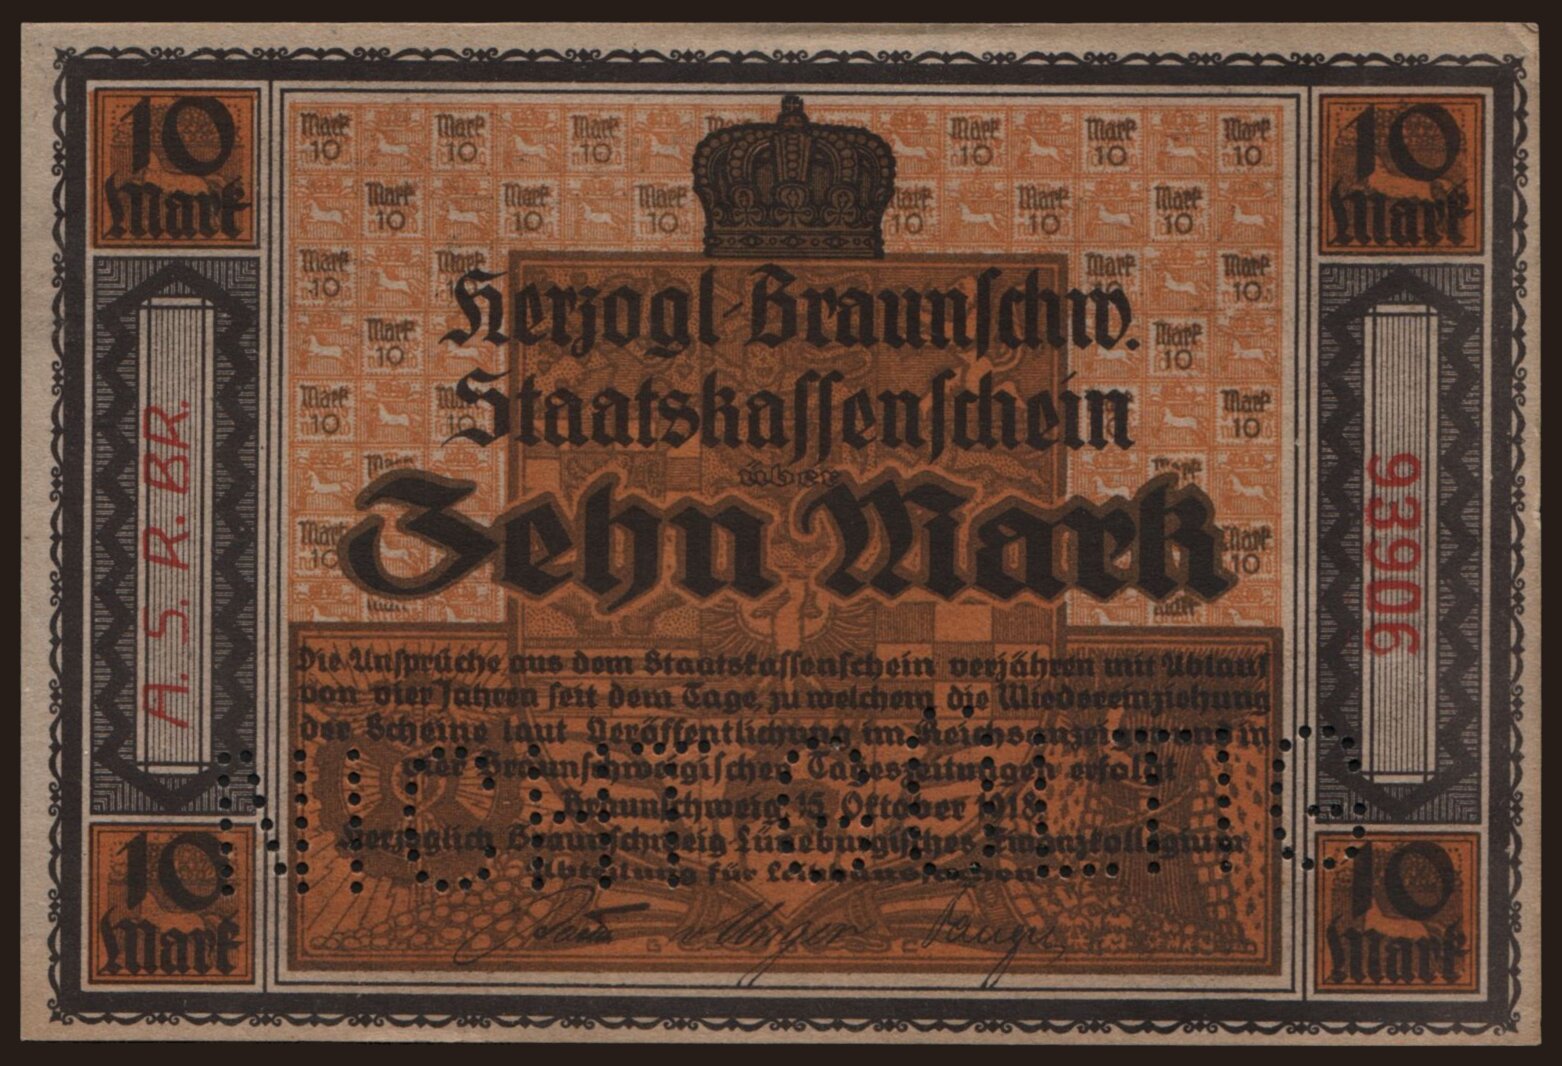 10
Mark
10
Mark
Herzogl. Braunschw.
Staatskassenschein
über
Zehn Mark
A. S. R. BR.
93906
Die Ansprüche aus dem Staatskassenschein verjähren mit Ablauf
von vier Jahren seit dem Tage, zu welchem die Wiedereinziehung
der Scheine laut Veröffentlichung im Reichsanzeiger und in
vier Braunschweigischen Tageszeitungen erfolgt
Braunschweig, 15. Oktober 1918.
Herzoglich Braunschweig-Lüneburgisches Finanzkollegium
Abteilung für Leihhaussachen
10
Mark
10
Mark